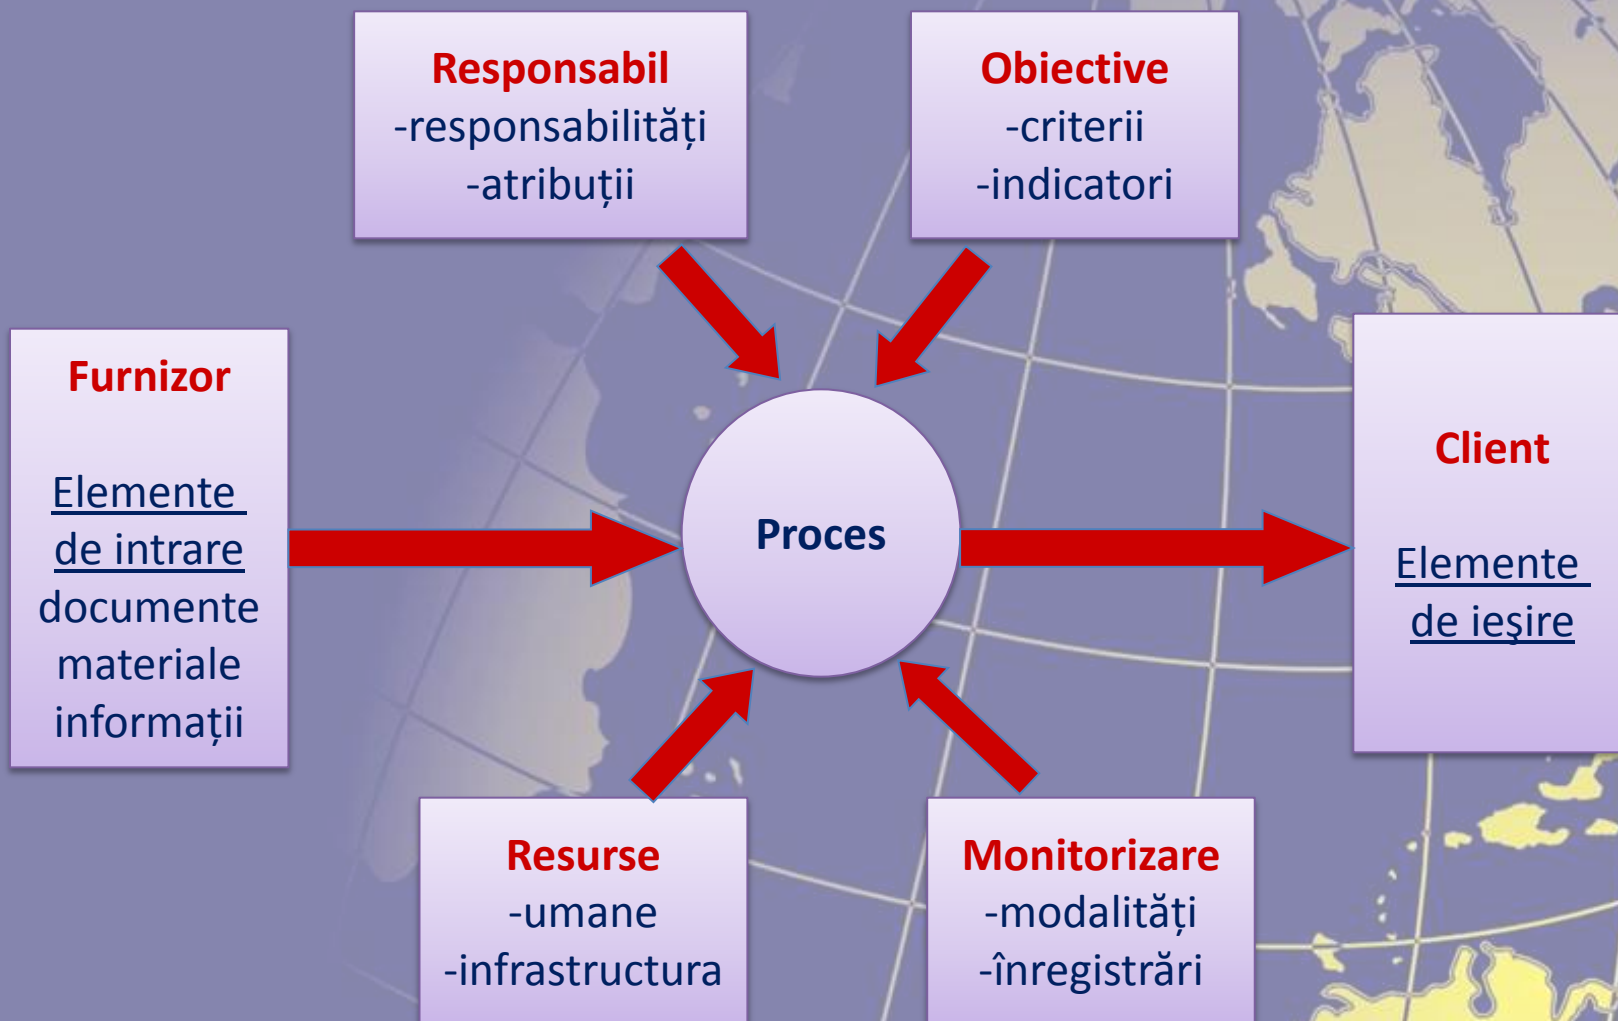 Responsabil
-responsabilități
-atribuții
Obiective
-criterii
-indicatori
Furnizor
Elemente
de intrare
documente
materiale
informații
Proces
Client
Elemente
de ieşire
Resurse
-umane
-infrastructura
Monitorizare
-modalități
-înregistrări